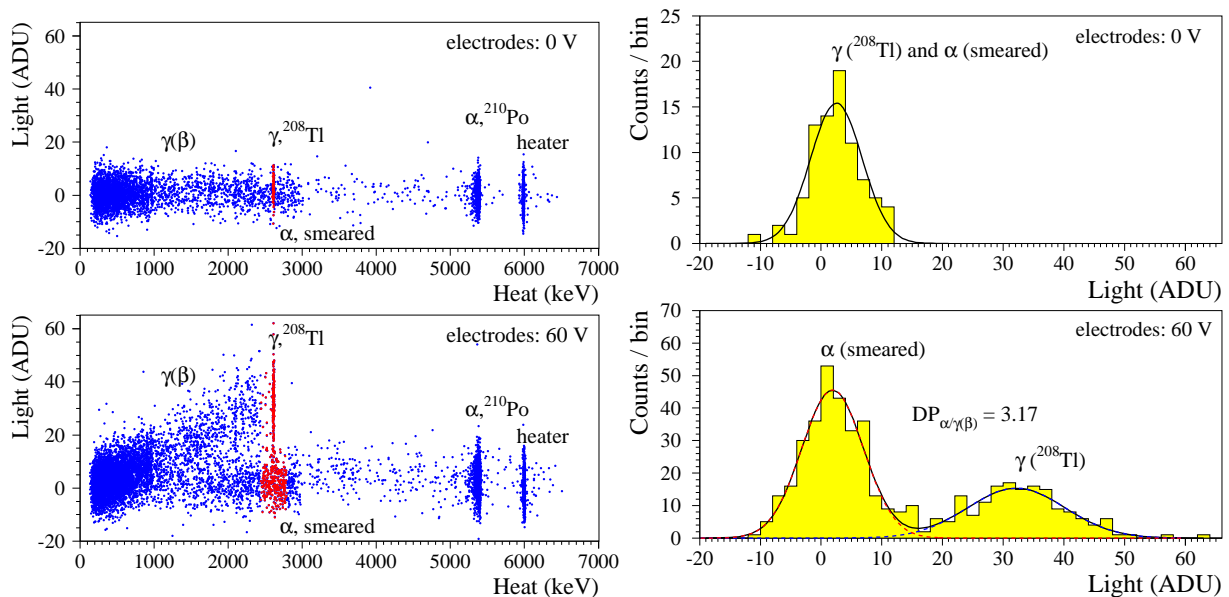 Light (ADU)
60
40
20
0
-20
electrodes: 0 V
γ(β)
γ,²⁰⁸Tl
α,²¹⁰Po
heater
α, smeared
0 1000 2000 3000 4000 5000 6000 7000
Heat (keV)
Counts / bin
25
20
15
10
5
0
electrodes: 0 V
γ (²⁰⁸Tl) and α (smeared)
-20 -10 0 10 20 30 40 50 60
Light (ADU)
Light (ADU)
60
40
20
0
-20
electrodes: 60 V
γ,²⁰⁸Tl
γ(β)
α,²¹⁰Po
heater
α, smeared
0 1000 2000 3000 4000 5000 6000 7000
Heat (keV)
Counts / bin
70
60
50
40
30
20
10
0
electrodes: 60 V
α (smeared)
DP_α/γ(β) = 3.17
γ (²⁰⁸Tl)
-20 -10 0 10 20 30 40 50 60
Light (ADU)